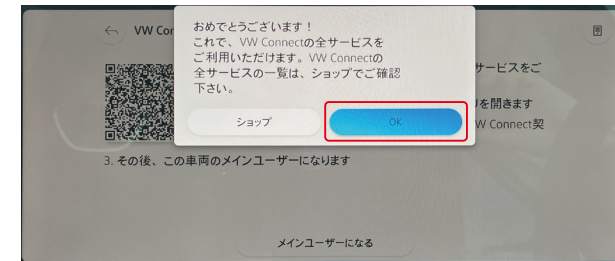 VW Con
おめでとうございます！
これで、VW Connectの全サービスを
ご利用いただけます。VW Connectの
全サービスの一覧は、ショップでご確認
下さい。
ショップ
OK
サービスをご
を開きます
W Connect契
3. その後、この車両のメインユーザーになります
メインユーザーになる